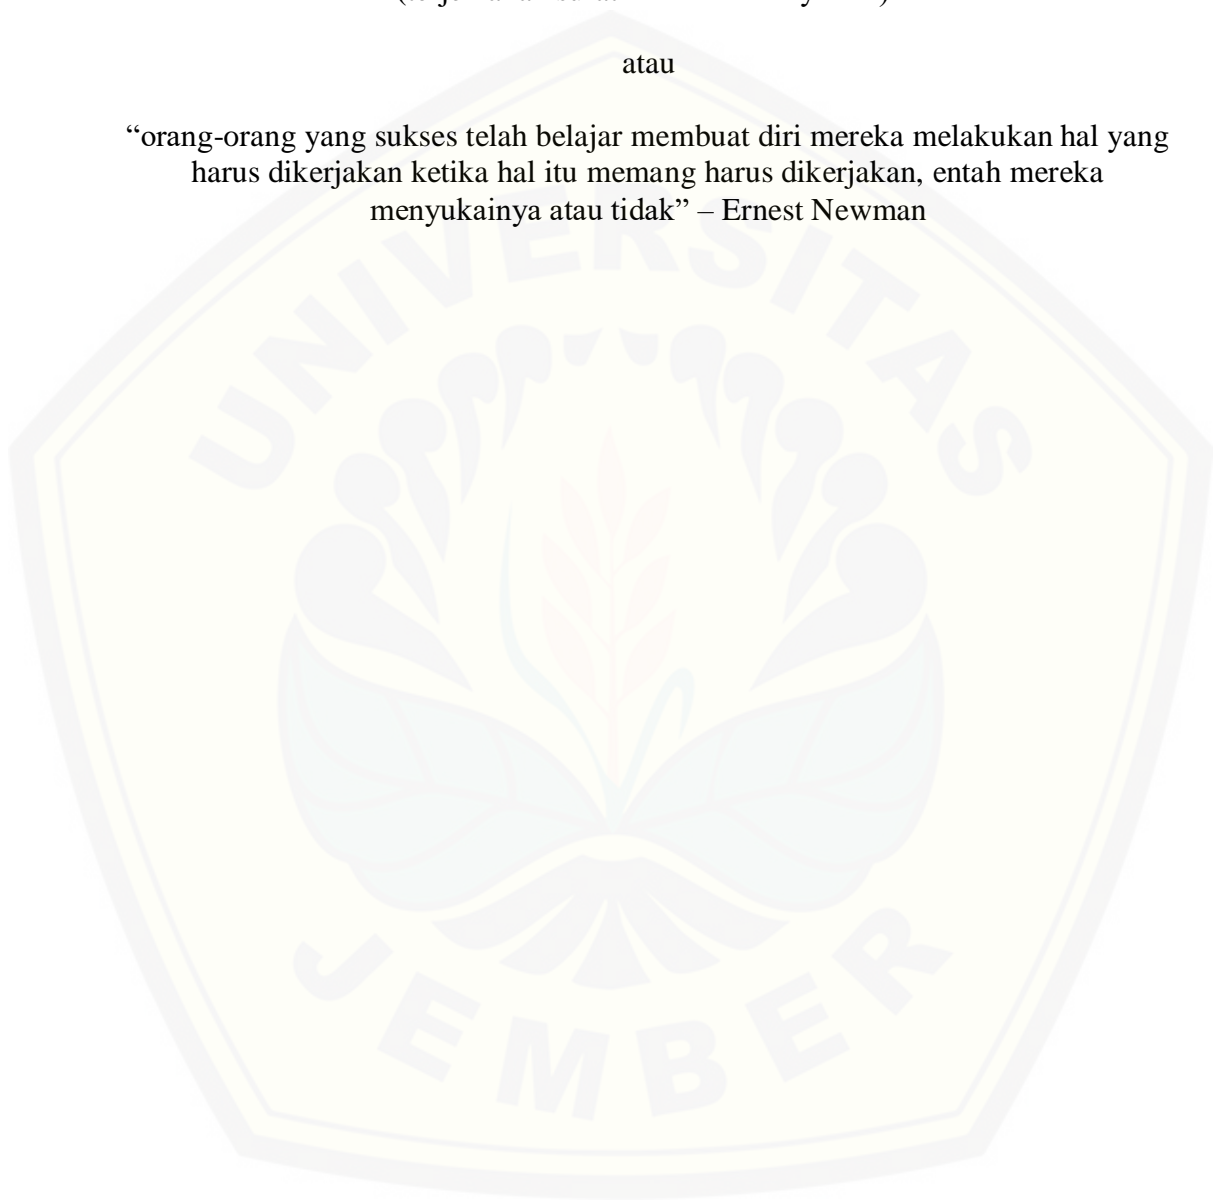 atau
“orang-orang yang sukses telah belajar membuat diri mereka melakukan hal yang
harus dikerjakan ketika hal itu memang harus dikerjakan, entah mereka
menyukainya atau tidak” – Ernest Newman
UNIVERSITAS
JEMBER